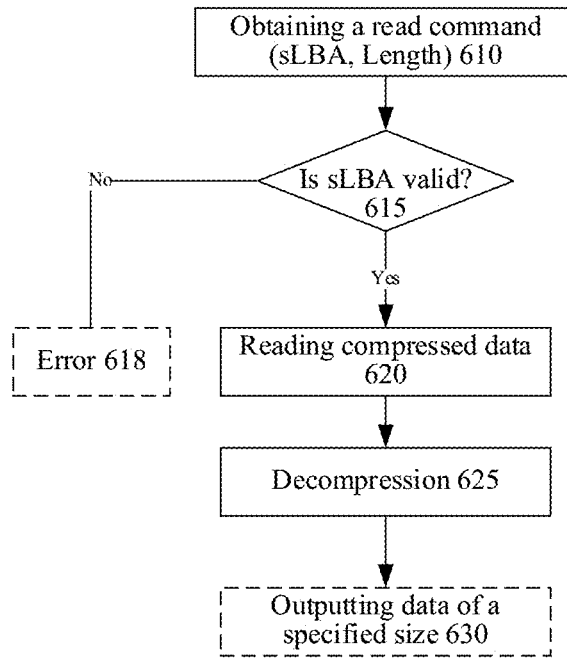 Obtaining a read command
(sLBA, Length) 610
Is sLBA valid?
615
No
Yes
Reading compressed data
620
Error 618
Decompression 625
Outputting data of a
specified size 630